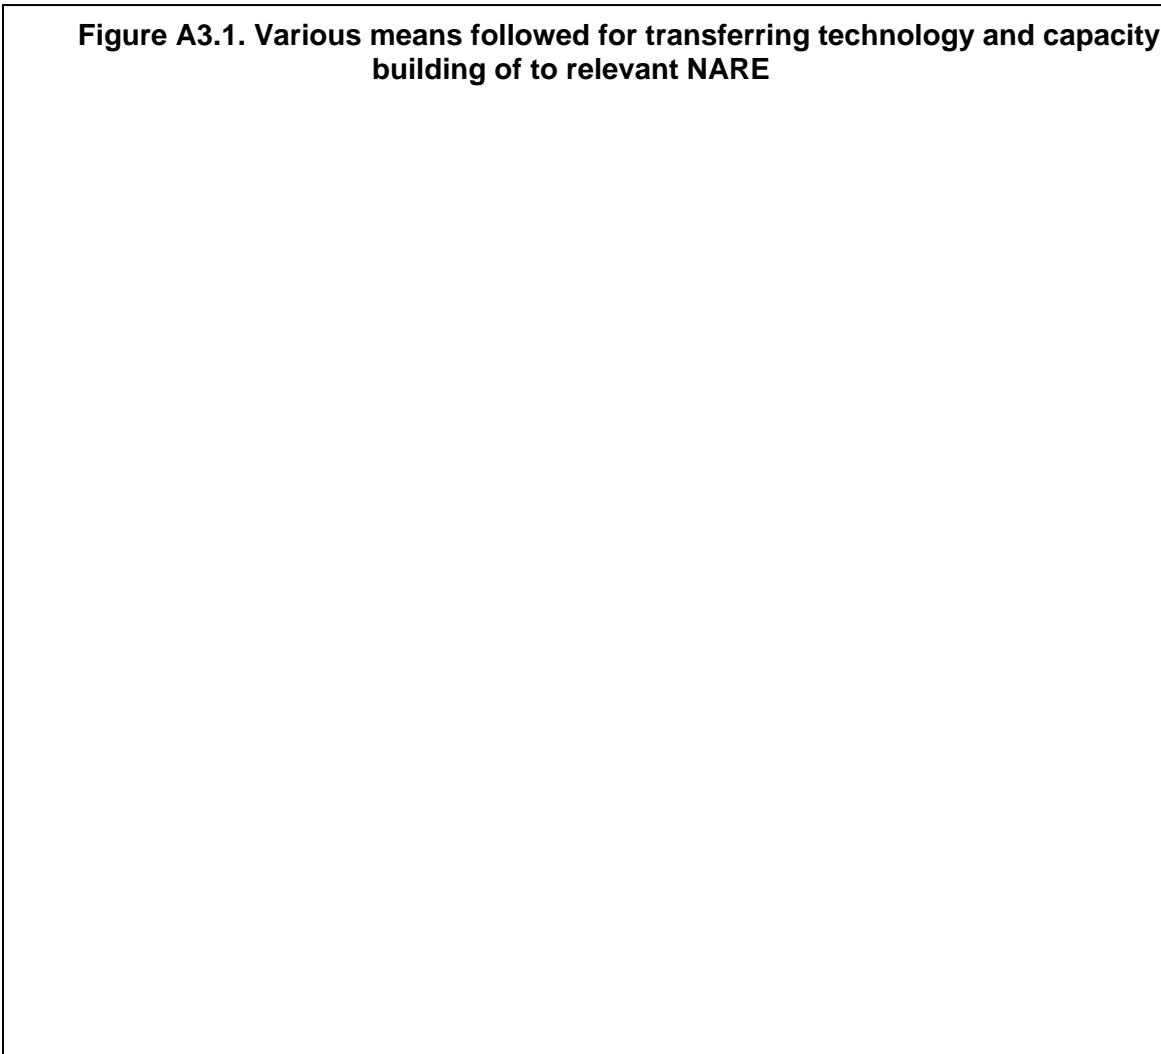 Figure A3.1. Various means followed for transferring technology and capacity
building of to relevant NARE